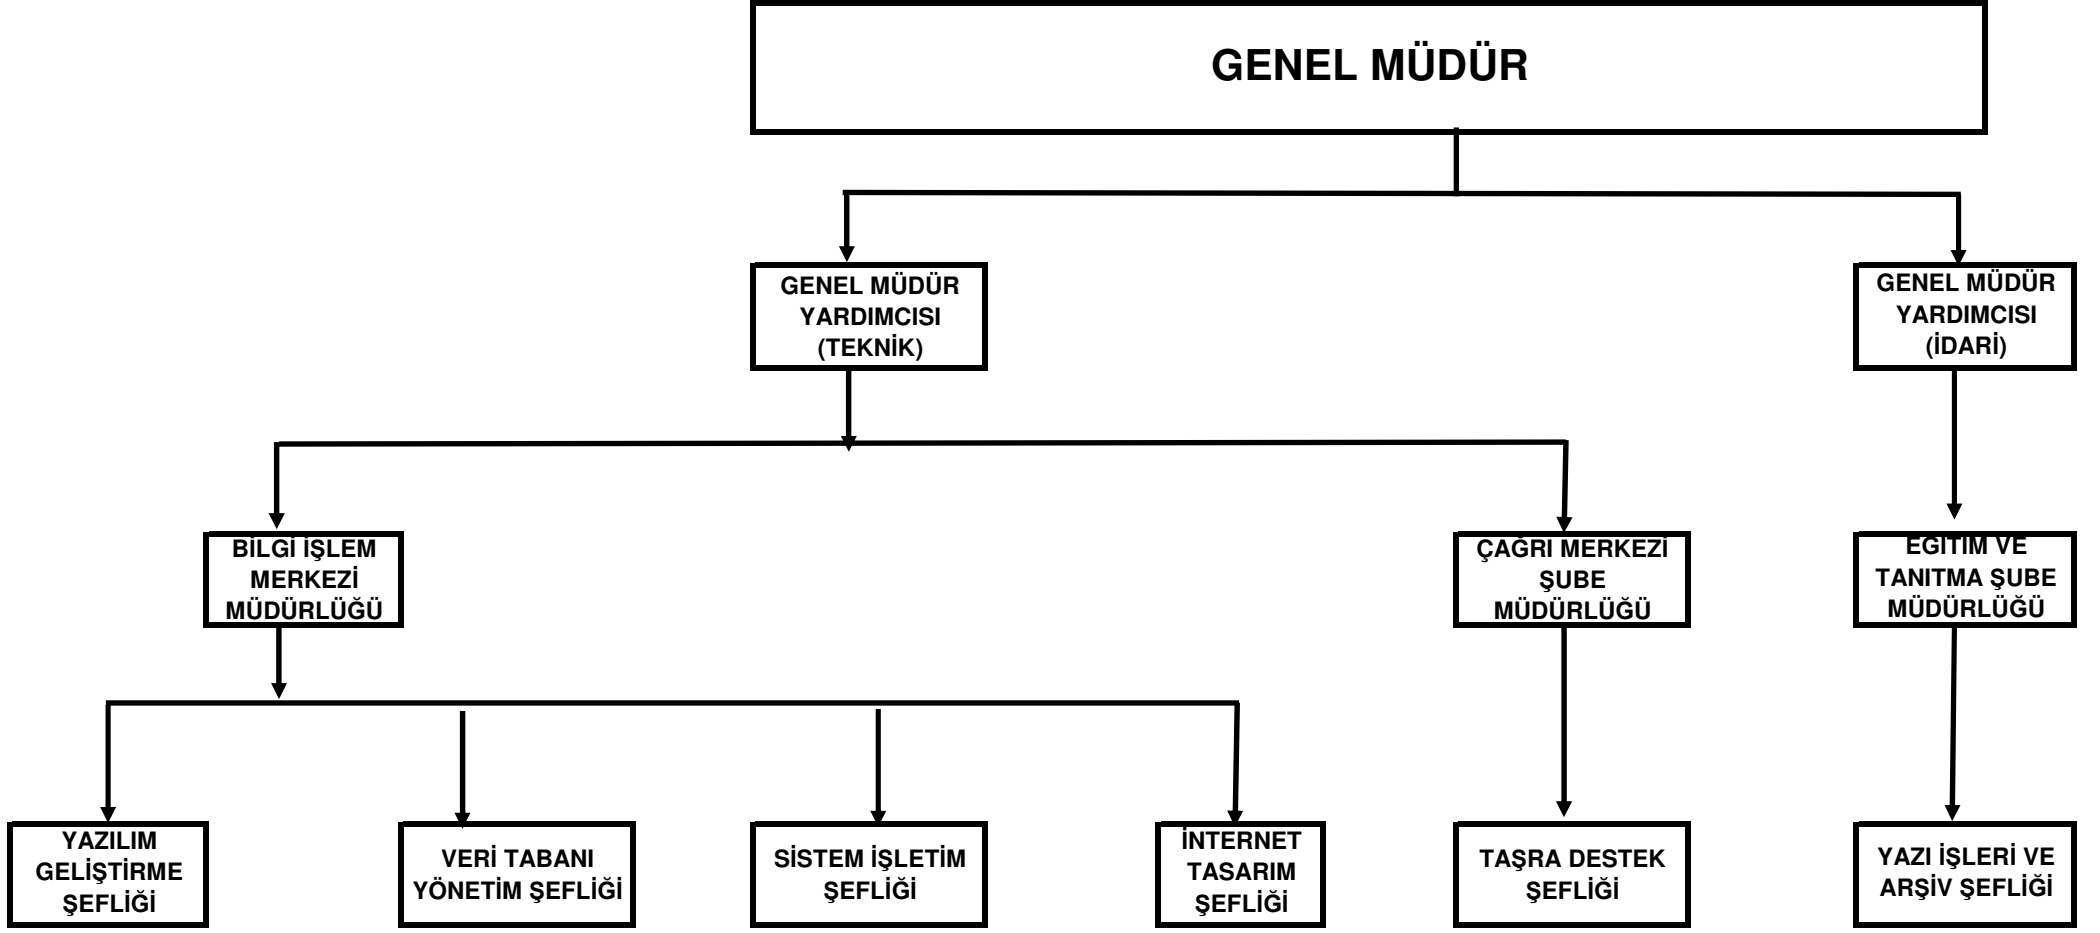 GENEL MÜDÜR
GENEL MÜDÜR
YARDIMCISI
(TEKNİK)
GENEL MÜDÜR
YARDIMCISI
(İDARİ)
BİLGİ İŞLEM
MERKEZİ
MÜDÜRLÜĞÜ
ÇAĞRI MERKEZİ
ŞUBE
MÜDÜRLÜĞÜ
EĞİTİM VE
TANITMA ŞUBE
MÜDÜRLÜĞÜ
YAZILIM
GELİŞTİRME
ŞEFLİĞİ
VERİ TABANI
YÖNETİM ŞEFLİĞİ
SİSTEM İŞLETİM
ŞEFLİĞİ
İNTERNET
TASARIM
ŞEFLİĞİ
TAŞRA DESTEK
ŞEFLİĞİ
YAZI İŞLERİ VE
ARŞİV ŞEFLİĞİ